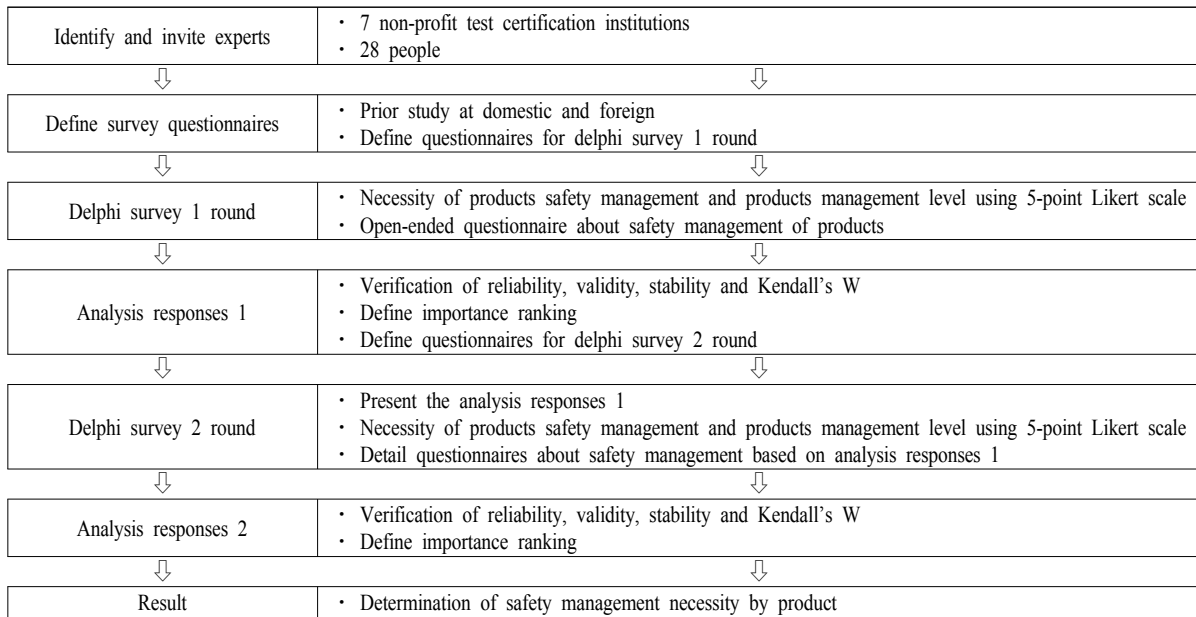 Identify and invite experts
· 7 non-profit test certification institutions
· 28 people
Define survey questionnaires
· Prior study at domestic and foreign
· Define questionnaires for delphi survey 1 round
Delphi survey 1 round
· Necessity of products safety management and products management level using 5-point Likert scale
· Open-ended questionnaire about safety management of products
Analysis responses 1
· Verification of reliability, validity, stability and Kendall's W
· Define importance ranking
· Define questionnaires for delphi survey 2 round
Delphi survey 2 round
· Present the analysis responses 1
· Necessity of products safety management and products management level using 5-point Likert scale
· Detail questionnaires about safety management based on analysis responses 1
Analysis responses 2
· Verification of reliability, validity, stability and Kendall's W
· Define importance ranking
Result
· Determination of safety management necessity by product